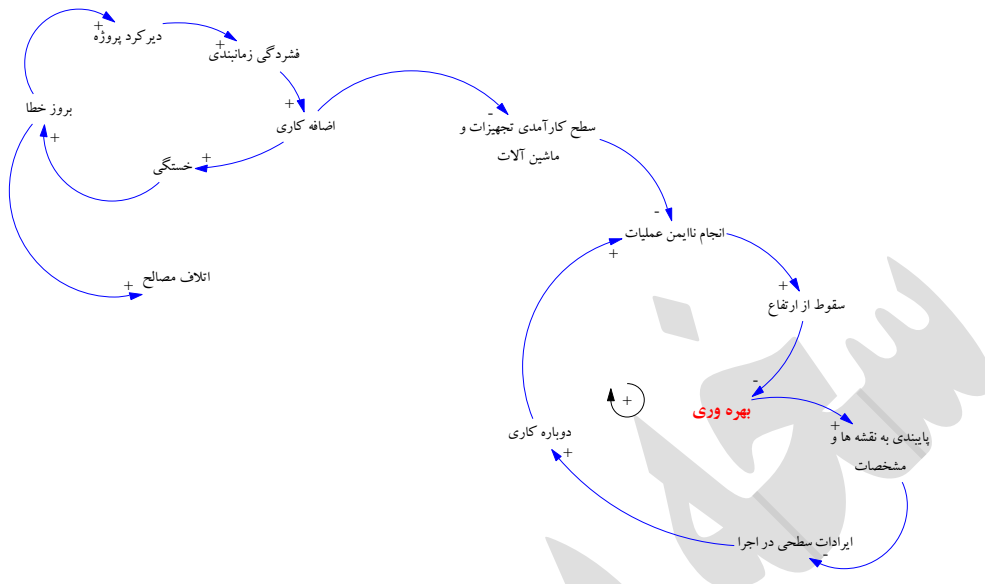 دیرکرد پروژه
+
فشردگی زمانبندی
+
اضافه کاری
+
بروز خطا
+
خستگی
+
اتلاف مصالح
+
سطح کارآمدی تجهیزات و
ماشین آلات
-
انجام ناایمن عملیات
-
+
سقوط از ارتفاع
+
بهره وری
-
+
پایبندی به نقشه ها و
مشخصات
+
ایرادات سطحی در اجرا
-
دوباره کاری
+